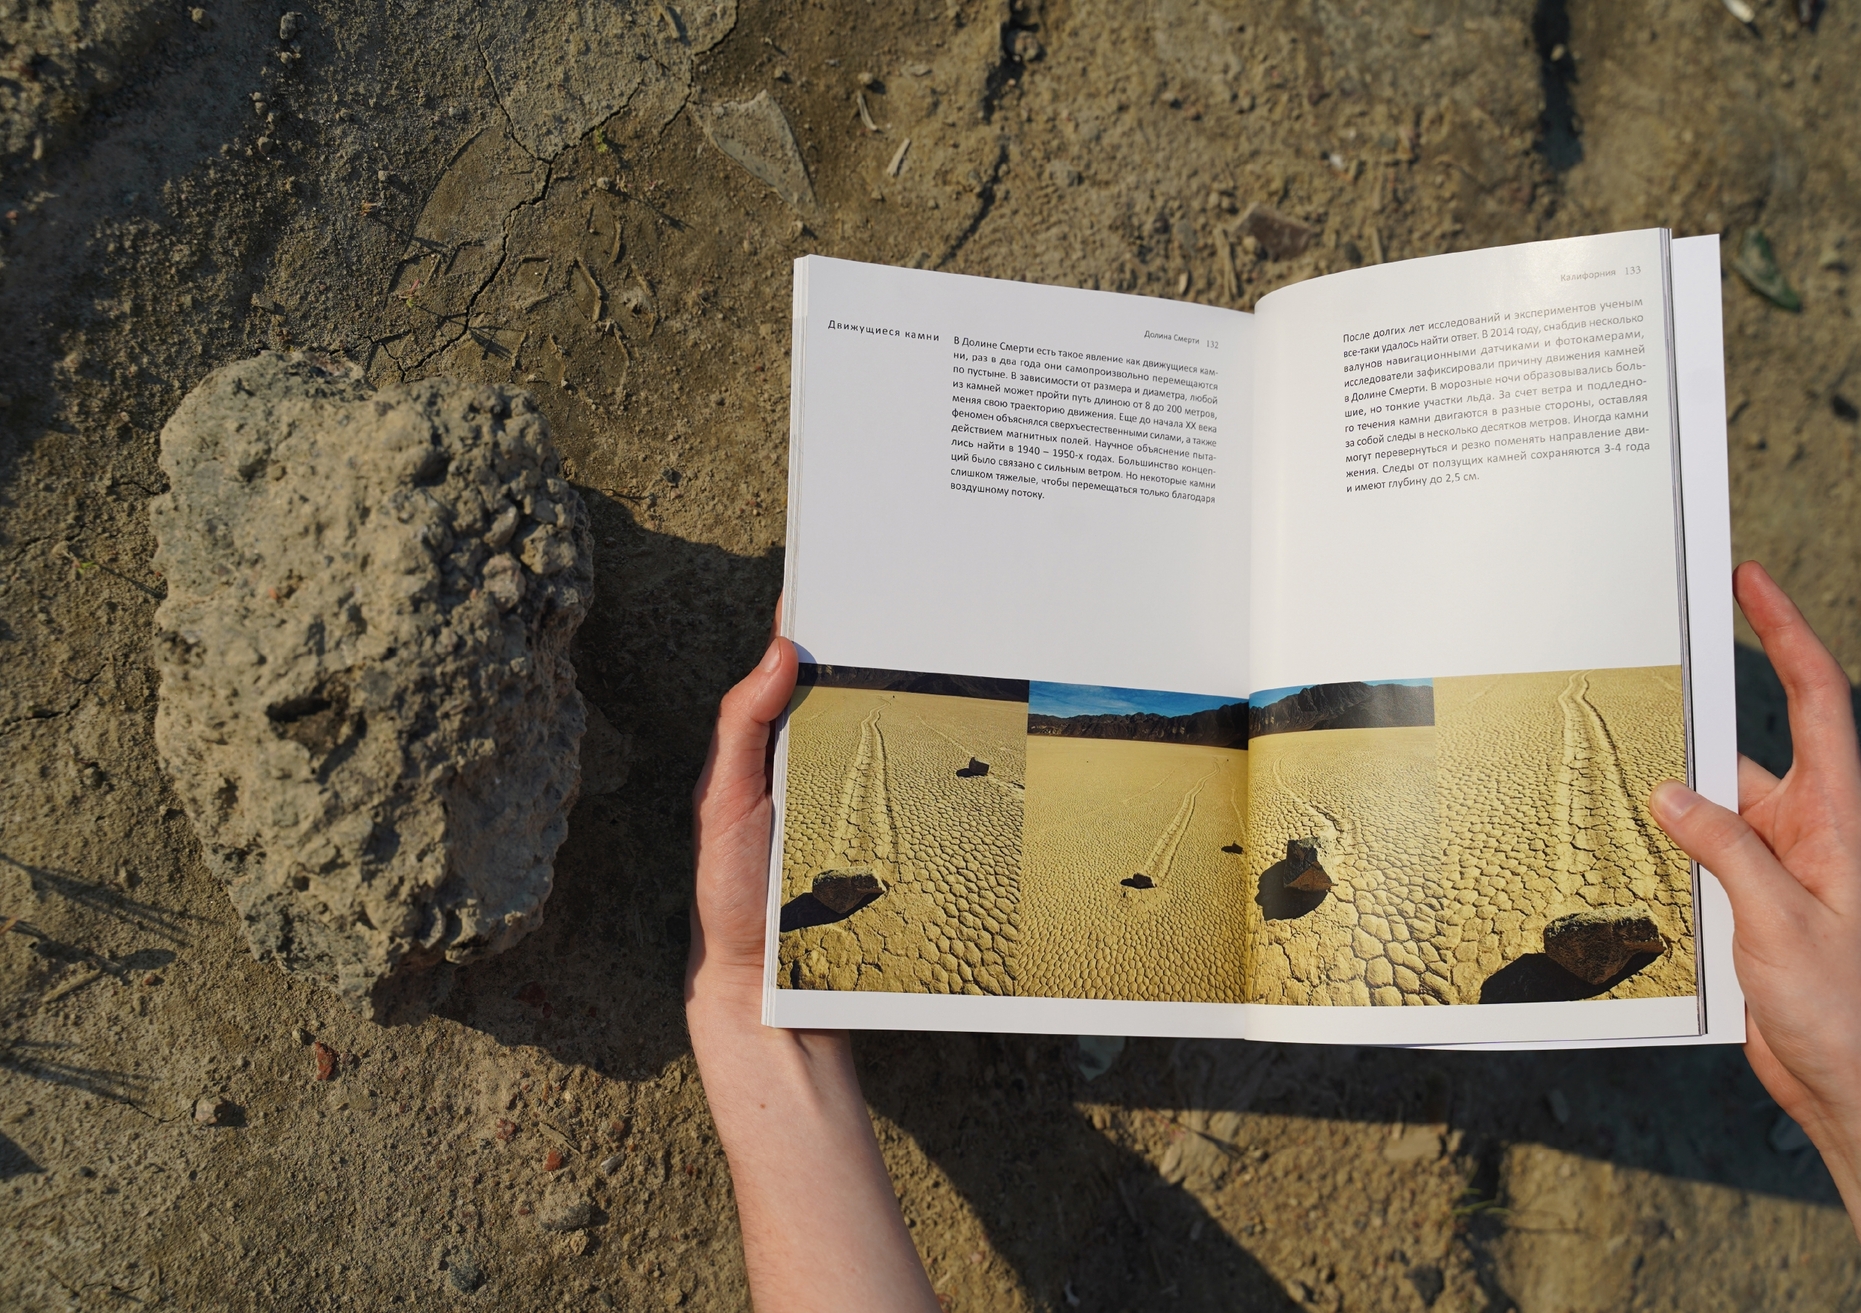 Долина Смерти 132
Движущиеся камни
В Долине Смерти есть такое явление как движущиеся кам-
ни, раз в два года они самопроизвольно перемещаются
по пустыне. В зависимости от размера и диаметра, любой
из камней может пройти путь длиною от 8 до 200 метров,
меняя свою траекторию движения. Еще до начала XX века
феномен объяснялся сверхъестественными силами, а также
действием магнитных полей. Научное объяснение пыта-
лись найти в 1940 – 1950-х годах. Большинство концеп-
ций было связано с сильным ветром. Но некоторые камни
слишком тяжелые, чтобы перемещаться только благодаря
воздушному потоку.
Калифорния 133
После долгих лет исследований и экспериментов ученым
все-таки удалось найти ответ. В 2014 году, снабдив несколько
валунов навигационными датчиками и фотокамерами,
исследователи зафиксировали причину движения камней
в Долине Смерти. В морозные ночи образовывались боль-
шие, но тонкие участки льда. За счет ветра и подледно-
го течения камни двигаются в разные стороны, оставляя
за собой следы в несколько десятков метров. Иногда камни
могут перевернуться и резко поменять направление дви-
жения. Следы от ползущих камней сохраняются 3-4 года
и имеют глубину до 2,5 см.